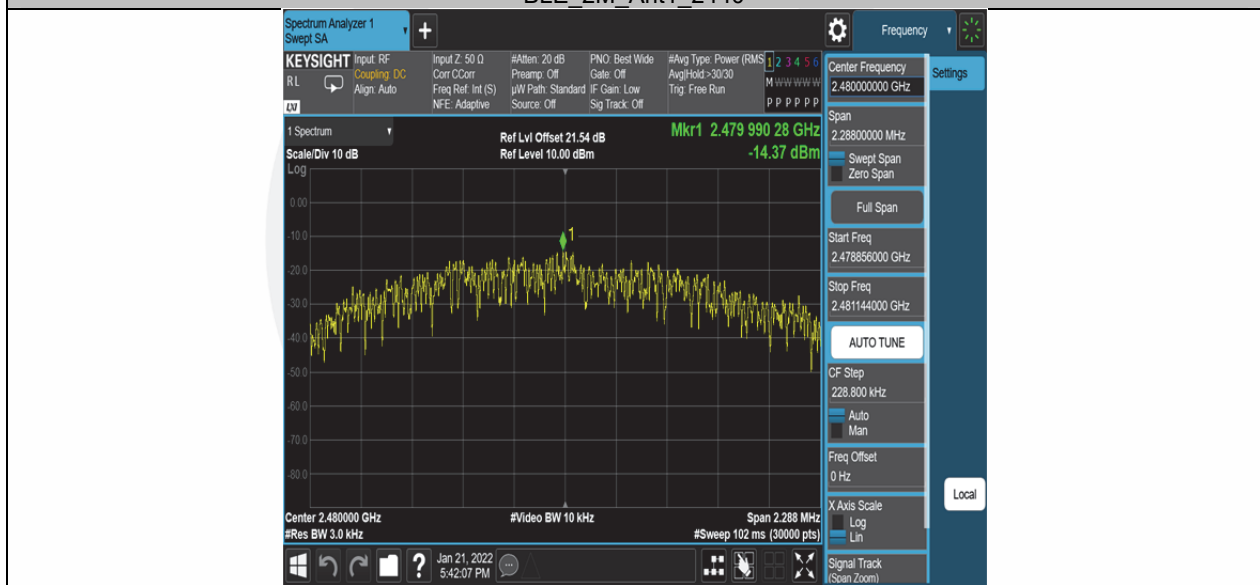 Spectrum Analyzer 1
Swept SA
+
Frequency
KEYSIGHT
RL
LXI
Input: RF
Coupling: DC
Align: Auto
Input Z: 50 Ω
Corr CCorr
Freq Ref: Int (S)
NFE: Adaptive
#Atten: 20 dB
Preamp: Off
µW Path: Standard
Source: Off
PNO: Best Wide
Gate: Off
IF Gain: Low
Sig Track: Off
#Avg Type: Power (RMS
Avg|Hold:>30/30
Trig: Free Run
1 2 3 4 5 6
M W W W W W
P P P P P P
1 Spectrum
Scale/Div 10 dB
Ref Lvl Offset 21.54 dB
Ref Level 10.00 dBm
Mkr1 2.479 990 28 GHz
-14.37 dBm
Log
0.00
-10.0
1
-20.0
-30.0
-40.0
-50.0
-60.0
-70.0
-80.0
Center 2.480000 GHz
#Res BW 3.0 kHz
#Video BW 10 kHz
Span 2.288 MHz
#Sweep 102 ms (30000 pts)
?
Jan 21, 2022
5:42:07 PM
Center Frequency
2.480000000 GHz
Settings
Span
2.28800000 MHz
Swept Span
Zero Span
Full Span
Start Freq
2.478856000 GHz
Stop Freq
2.481144000 GHz
AUTO TUNE
CF Step
228.800 kHz
Auto
Man
Freq Offset
0 Hz
Local
X Axis Scale
Log
Lin
Signal Track
(Span Zoom)